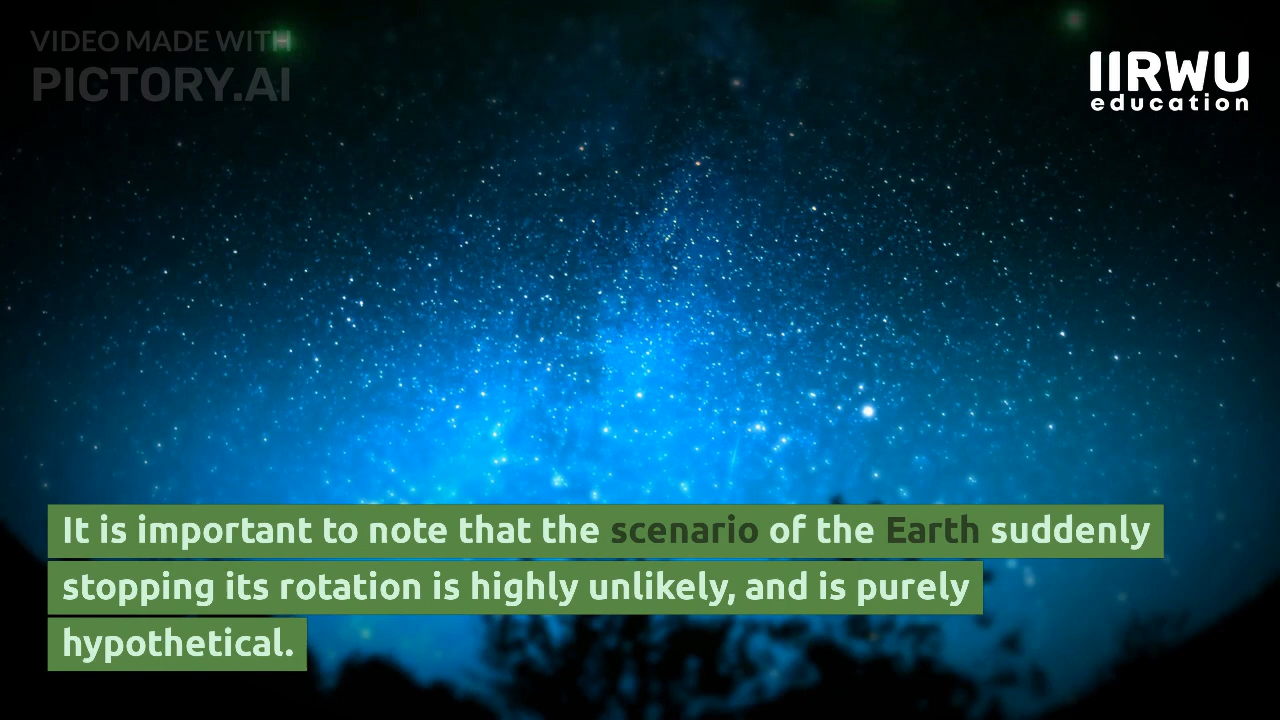 VIDEO MADE WITH
PICTORY.AI
IIRWU
education
It is important to note that the scenario of the Earth suddenly
stopping its rotation is highly unlikely, and is purely
hypothetical.